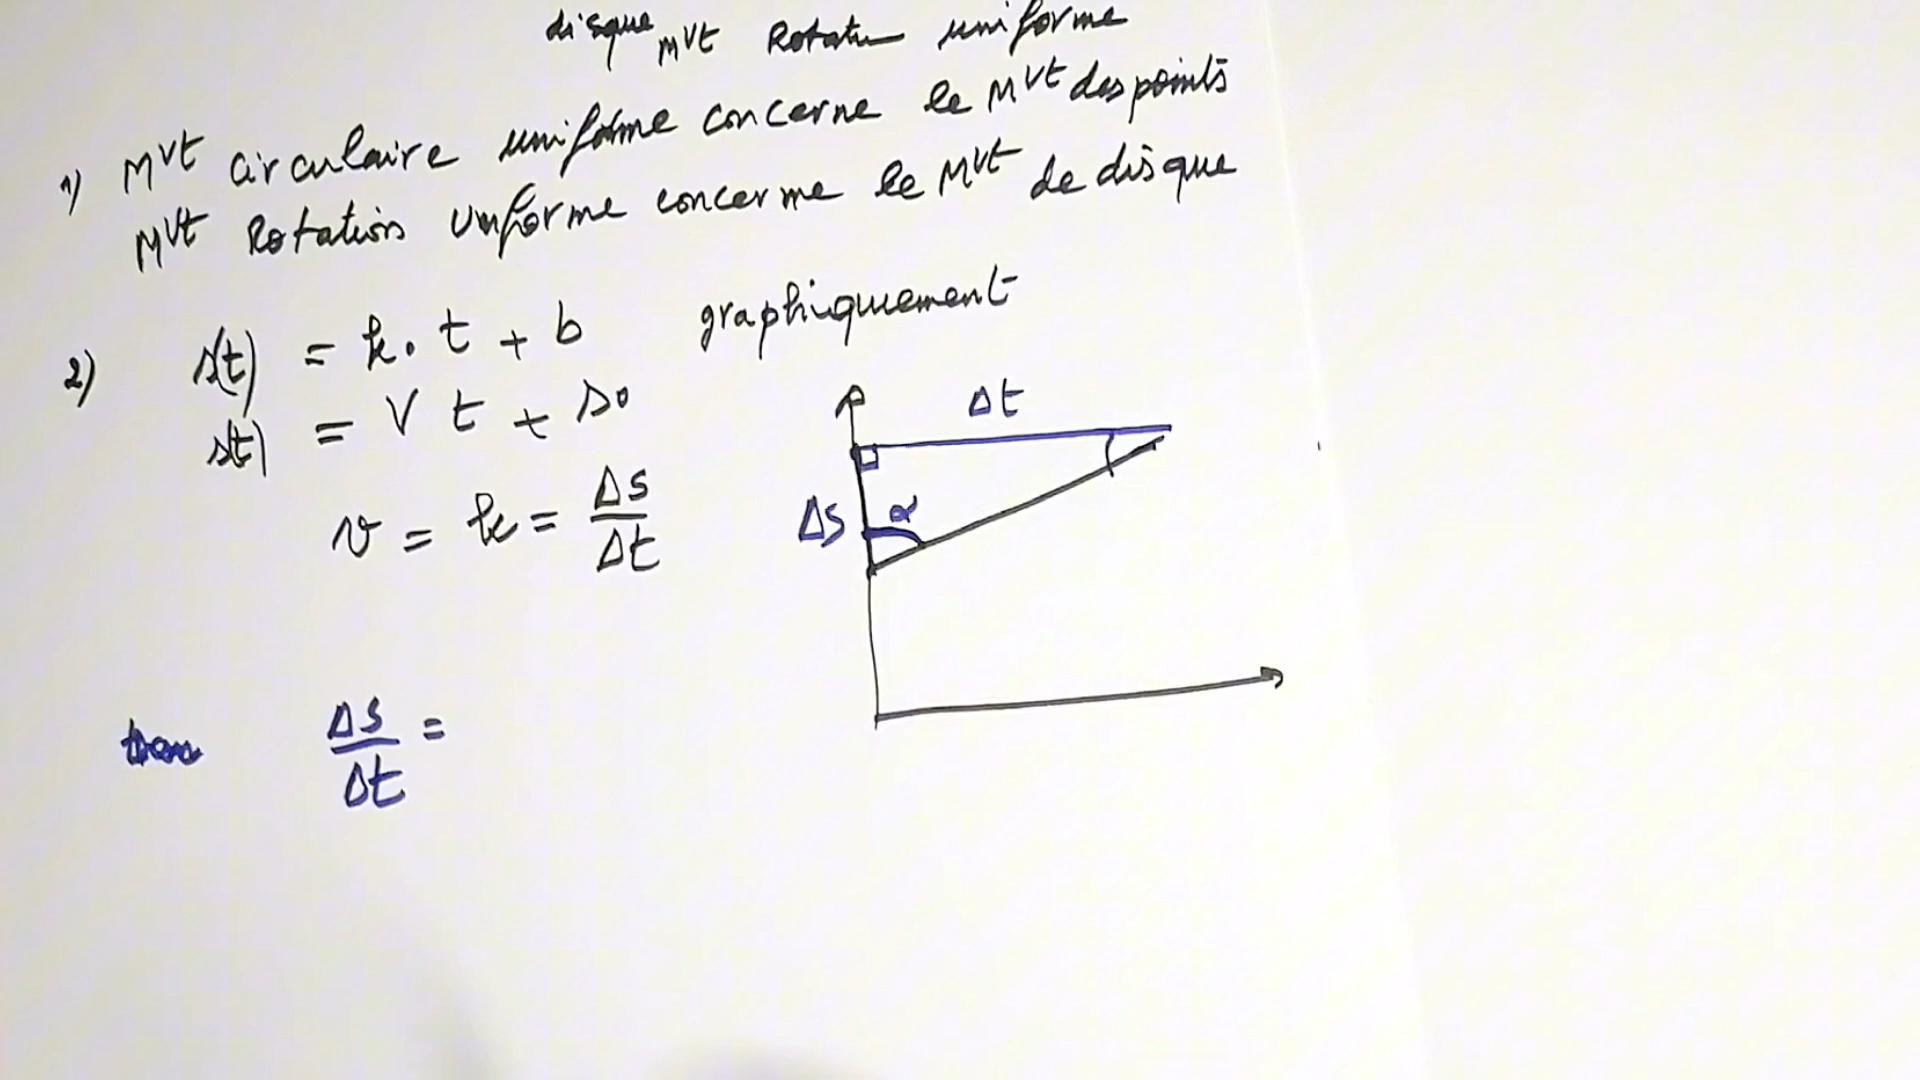 disque Mvt Rotation uniforme
1) Mvt circulaire uniforme concerne le Mvt des points
Mvt Rotation Uniforme concerne le Mvt de disque
2) s(t) = k. t + b graphiquement
s(t) = V t + s0
Δt
v = k = Δs/Δt
Δs α
Δs/Δt =